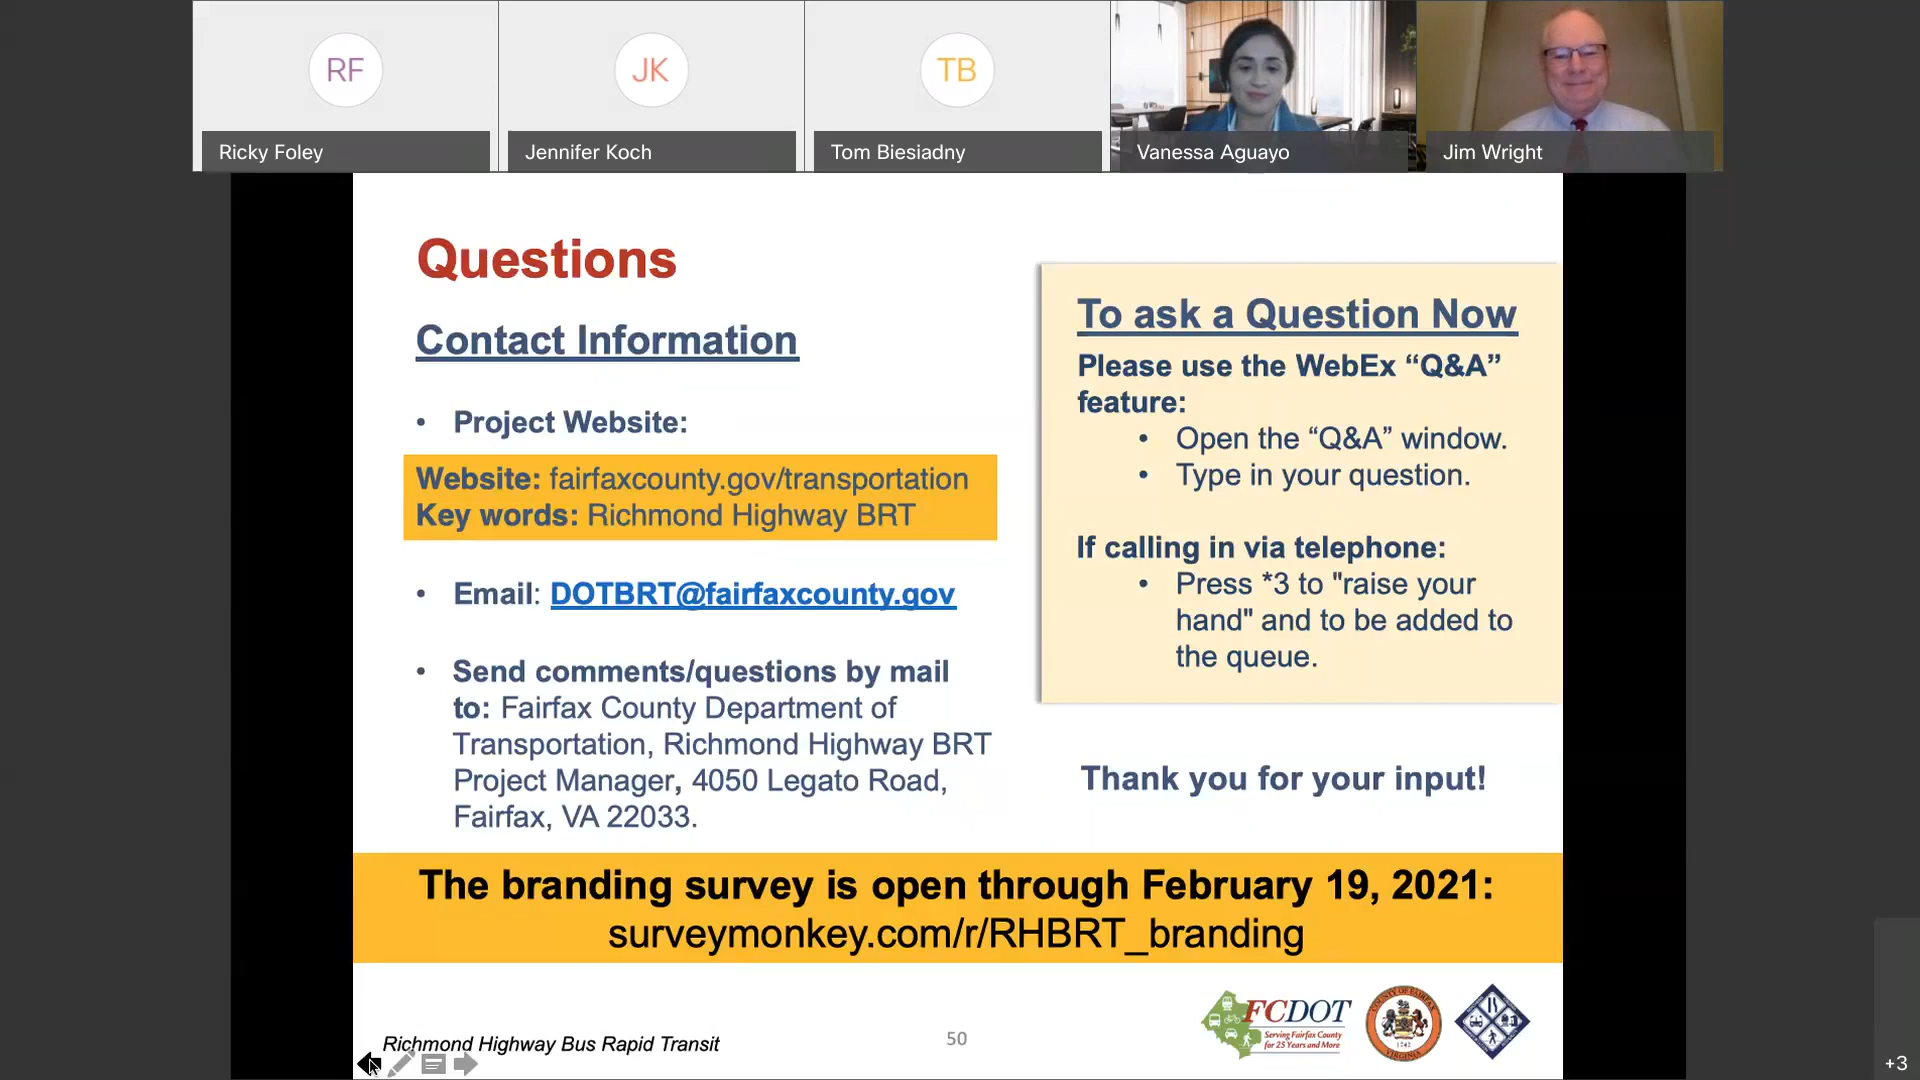 RF
JK
TB
Ricky Foley
Jennifer Koch
Tom Biesiadny
Vanessa Aguayo
Jim Wright
Questions
Contact Information
• Project Website:
Website: fairfaxcounty.gov/transportation
Key words: Richmond Highway BRT
• Email: DOTBRT@fairfaxcounty.gov
• Send comments/questions by mail
to: Fairfax County Department of
Transportation, Richmond Highway BRT
Project Manager, 4050 Legato Road,
Fairfax, VA 22033.
To ask a Question Now
Please use the WebEx “Q&A”
feature:
• Open the “Q&A” window.
• Type in your question.
If calling in via telephone:
• Press *3 to "raise your
hand" and to be added to
the queue.
Thank you for your input!
The branding survey is open through February 19, 2021:
surveymonkey.com/r/RHBRT_branding
Richmond Highway Bus Rapid Transit
50
FCDOT
Serving Fairfax County
for 25 Years and More
COUNTY OF FAIRFAX
VIRGINIA
1742
+3